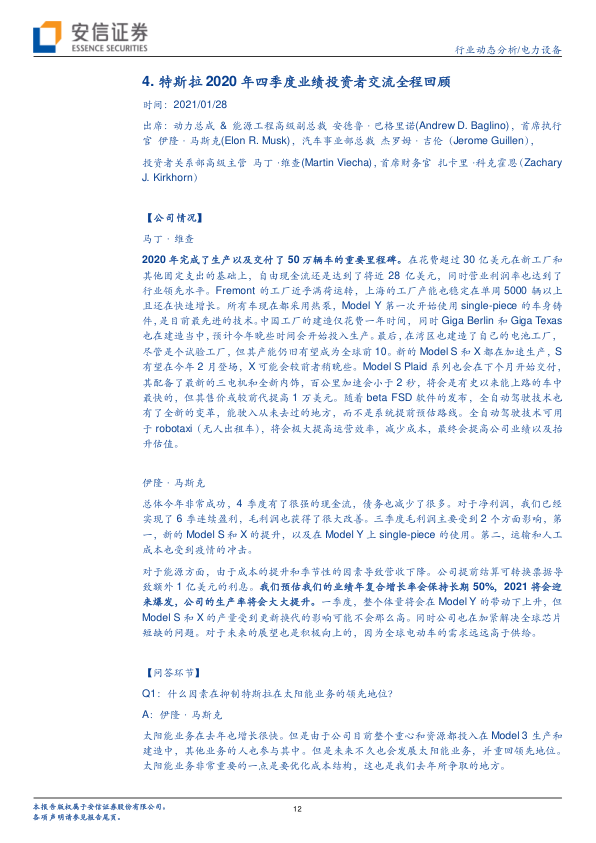 安信证券
ESSENCE SECURITIES
行业动态分析/电力设备
4. 特斯拉 2020 年四季度业绩投资者交流全程回顾
时间：2021/01/28
出席：动力总成 & 能源工程高级副总裁 安德鲁·巴格里诺(Andrew D. Baglino)，首席执行
官 伊隆·马斯克(Elon R. Musk)，汽车事业部总裁 杰罗姆·吉伦（Jerome Guillen），
投资者关系部高级主管 马丁·维查(Martin Viecha)，首席财务官 扎卡里·科克霍恩（Zachary
J. Kirkhorn）
【公司情况】
马丁·维查
2020 年完成了生产以及交付了 50 万辆车的重要里程碑。在花费超过 30 亿美元在新工厂和
其他固定支出的基础上，自由现金流还是达到了将近 28 亿美元，同时营业利润率也达到了
行业领先水平。Fremont 的工厂近乎满荷运转，上海的工厂产能也稳定在单周 5000 辆以上
且还在快速增长。所有车现在都采用热泵，Model Y 第一次开始使用 single-piece 的车身铸
件，是目前最先进的技术。中国工厂的建造仅花费一年时间，同时 Giga Berlin 和 Giga Texas
也在建造当中，预计今年晚些时间会开始投入生产。最后，在湾区也建造了自己的电池工厂，
尽管是个试验工厂，但其产能仍旧有望成为全球前 10。新的 Model S 和 X 都在加速生产，S
有望在今年 2 月登场，X 可能会较前者稍晚些。Model S Plaid 系列也会在下个月开始交付，
其配备了最新的三电机和全新内饰，百公里加速会小于 2 秒，将会是有史以来能上路的车中
最快的，但其售价或较前代提高 1 万美元。随着 beta FSD 软件的发布，全自动驾驶技术也
有了全新的变革，能驶入从未去过的地方，而不是系统提前预估路线。全自动驾驶技术可用
于 robotaxi（无人出租车），将会极大提高运营效率，减少成本，最终会提高公司业绩以及抬
升估值。
伊隆·马斯克
总体今年非常成功，4 季度有了很强的现金流，债务也减少了很多。对于净利润，我们已经
实现了 6 季连续盈利，毛利润也获得了很大改善。三季度毛利润主要受到 2 个方面影响，第
一，新的 Model S 和 X 的提升，以及在 Model Y 上 single-piece 的使用。第二，运输和人工
成本也受到疫情的冲击。
对于能源方面，由于成本的提升和季节性的因素导致营收下降。公司提前结算可转换票据导
致额外 1 亿美元的利息。我们预估我们的业绩年复合增长率会保持长期 50%，2021 将会迎
来爆发，公司的生产率将会大大提升。一季度，整个体量将会在 Model Y 的带动下上升，但
Model S 和 X 的产量受到更新换代的影响可能不会那么高。同时公司也在加紧解决全球芯片
短缺的问题。对于未来的展望也是积极向上的，因为全球电动车的需求远远高于供给。
【问答环节】
Q1：什么因素在抑制特斯拉在太阳能业务的领先地位？
A：伊隆·马斯克
太阳能业务在去年也增长很快。但是由于公司目前整个重心和资源都投入在 Model 3 生产和
建造中，其他业务的人也参与其中。但是未来不久也会发展太阳能业务，并重回领先地位。
太阳能业务非常重要的一点是要优化成本结构，这也是我们去年所争取的地方。
本报告版权属于安信证券股份有限公司。
各项声明请参见报告尾页。
12